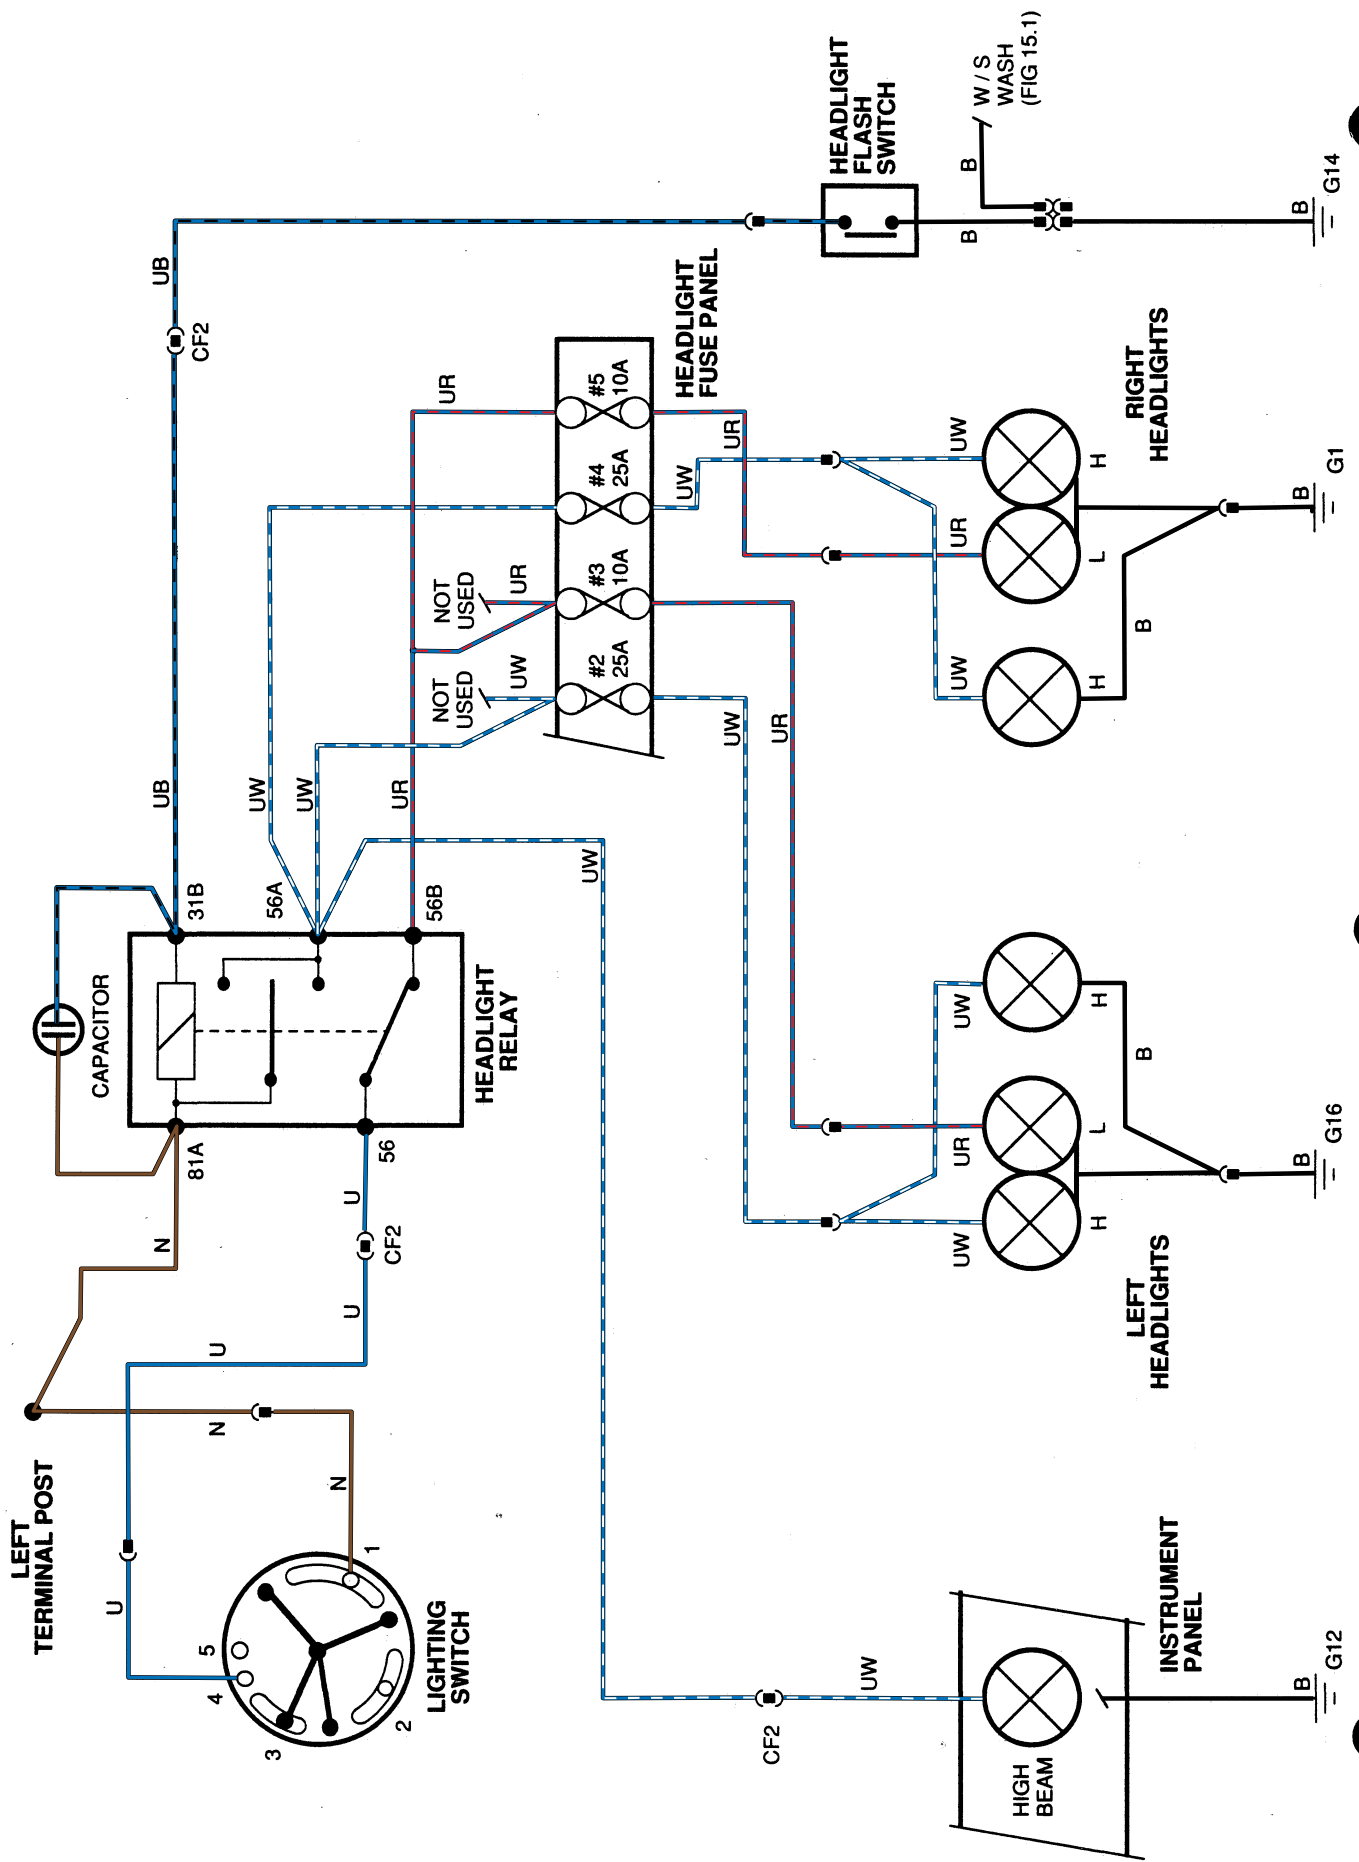 LEFT
TERMINAL POST
N
N
N
U
U
U
U
CF2
LIGHTING
SWITCH
1
2
3
4
5
CAPACITOR
81A
56
31B
56A
56B
HEADLIGHT
RELAY
UB
UB
CF2
UW
UW
UR
UW
UR
NOT
USED
UW
NOT
USED
UR
#2
25A
#3
10A
#4
25A
#5
10A
HEADLIGHT
FUSE PANEL
HEADLIGHT
FLASH
SWITCH
B
B
W / S
WASH
(FIG 15.1)
B
G14
UW
UR
UW
UR
CF2
UW
HIGH
BEAM
INSTRUMENT
PANEL
B
G12
UW
UR
UW
H
L
H
B
LEFT
HEADLIGHTS
B
G16
UW
UR
UW
H
L
H
B
RIGHT
HEADLIGHTS
B
G1